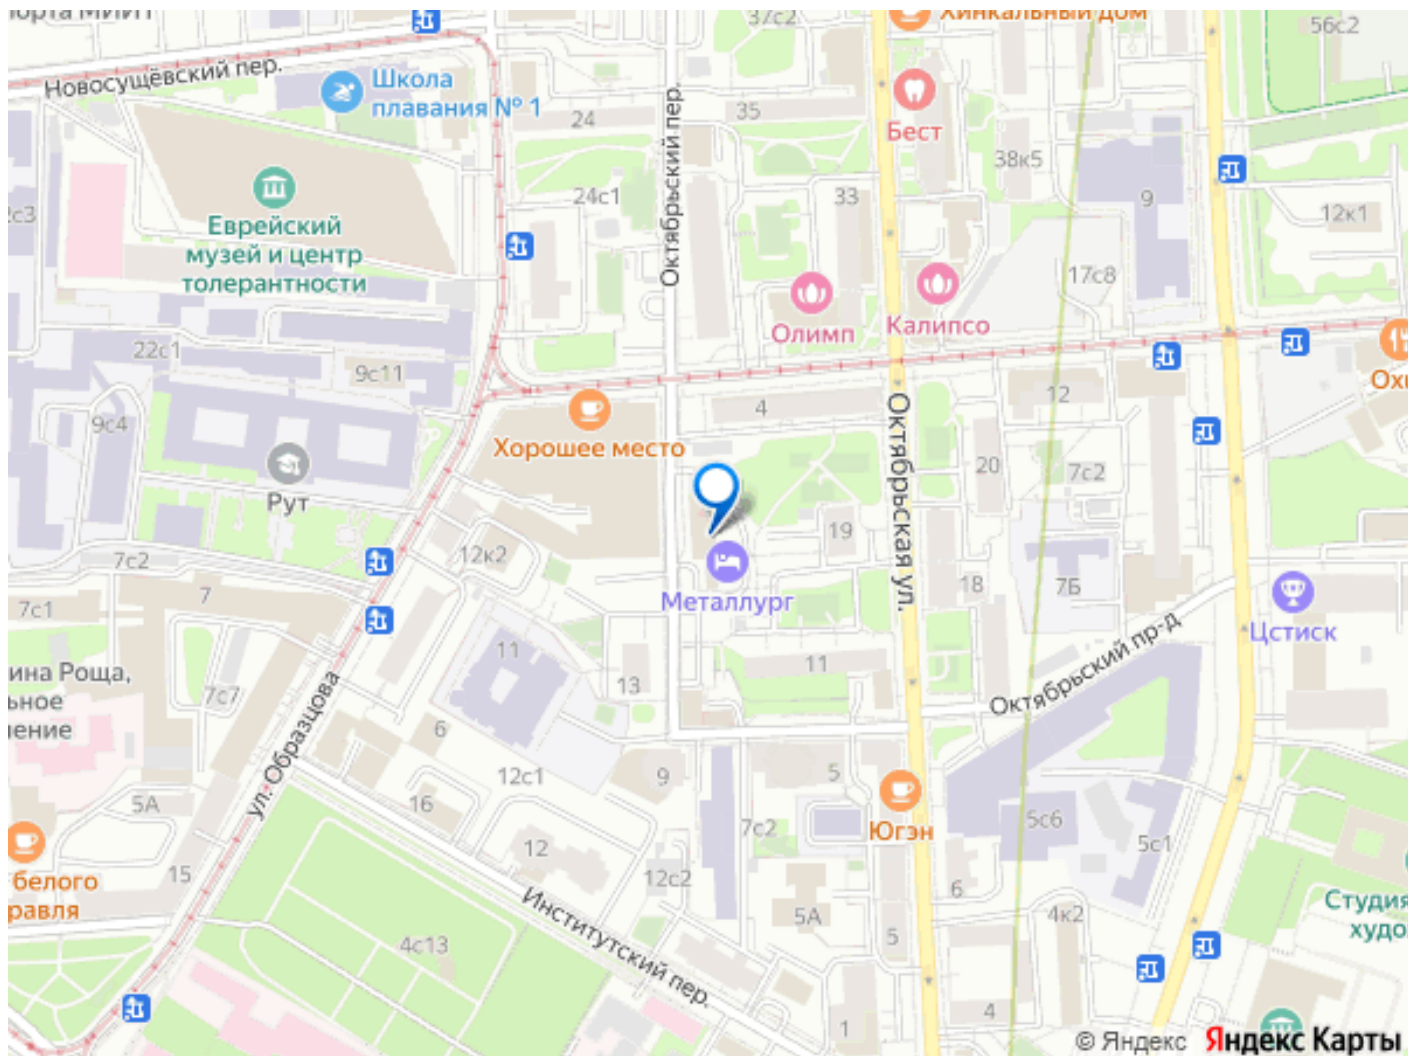 37с2
Хинкальный дом
56с2
Новосущёвский пер.
Школа
плавания № 1
24
35
Бест
38к5
Октябрьский пер.
24с1
33
9
12к1
Еврейский
музей и центр
толерантности
17с8
Олимп
Калипсо
22с1
9с11
9с4
Хорошее место
4
12
Октябрьская ул.
20
7с2
Рут
19
12к2
7с2
7
7с1
Металлург
18
7Б
Цстиск
Октябрьский пр-д
11
11
13
ина Роща,
ьное
ление
7с7
ул. Образцова
6
12с1
9
5
16
5А
Югэн
7с2
5с6
5с1
12
15
белого
равля
12с2
6
5А
4к2
Студия
худо
Институтский пер.
4с13
5
4
1
© Яндекс
Яндекс Карты